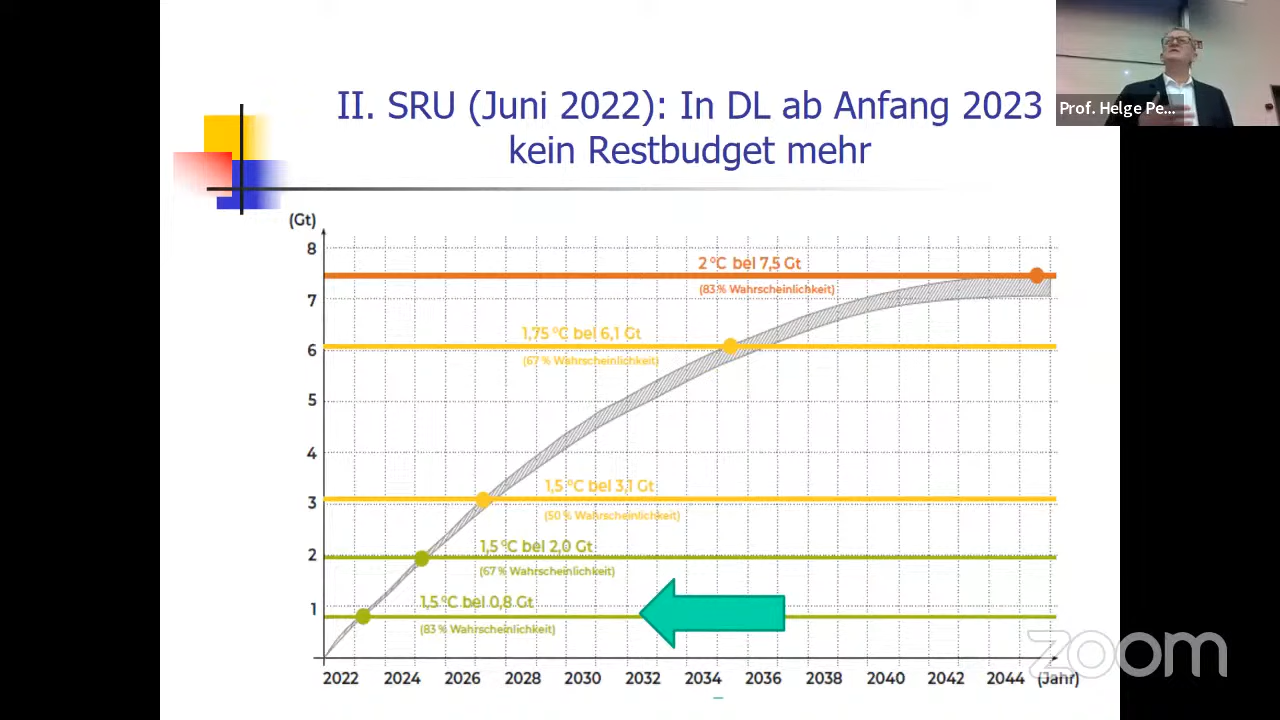 II. SRU (Juni 2022): In DL ab Anfang 2023
kein Restbudget mehr
Prof. Helge Pe...
(Gt)
8
2 °C bei 7,5 Gt
(83 % Wahrscheinlichkeit)
7
1,75 °C bei 6,1 Gt
6
(67 % Wahrscheinlichkeit)
5
4
1,5 °C bei 3,1 Gt
3
(50 % Wahrscheinlichkeit)
1,5 °C bei 2,0 Gt
2
(67 % Wahrscheinlichkeit)
1,5 °C bei 0,8 Gt
1
(83 % Wahrscheinlichkeit)
zoom
2022 2024 2026 2028 2030 2032 2034 2036 2038 2040 2042 2044 (Jahr)